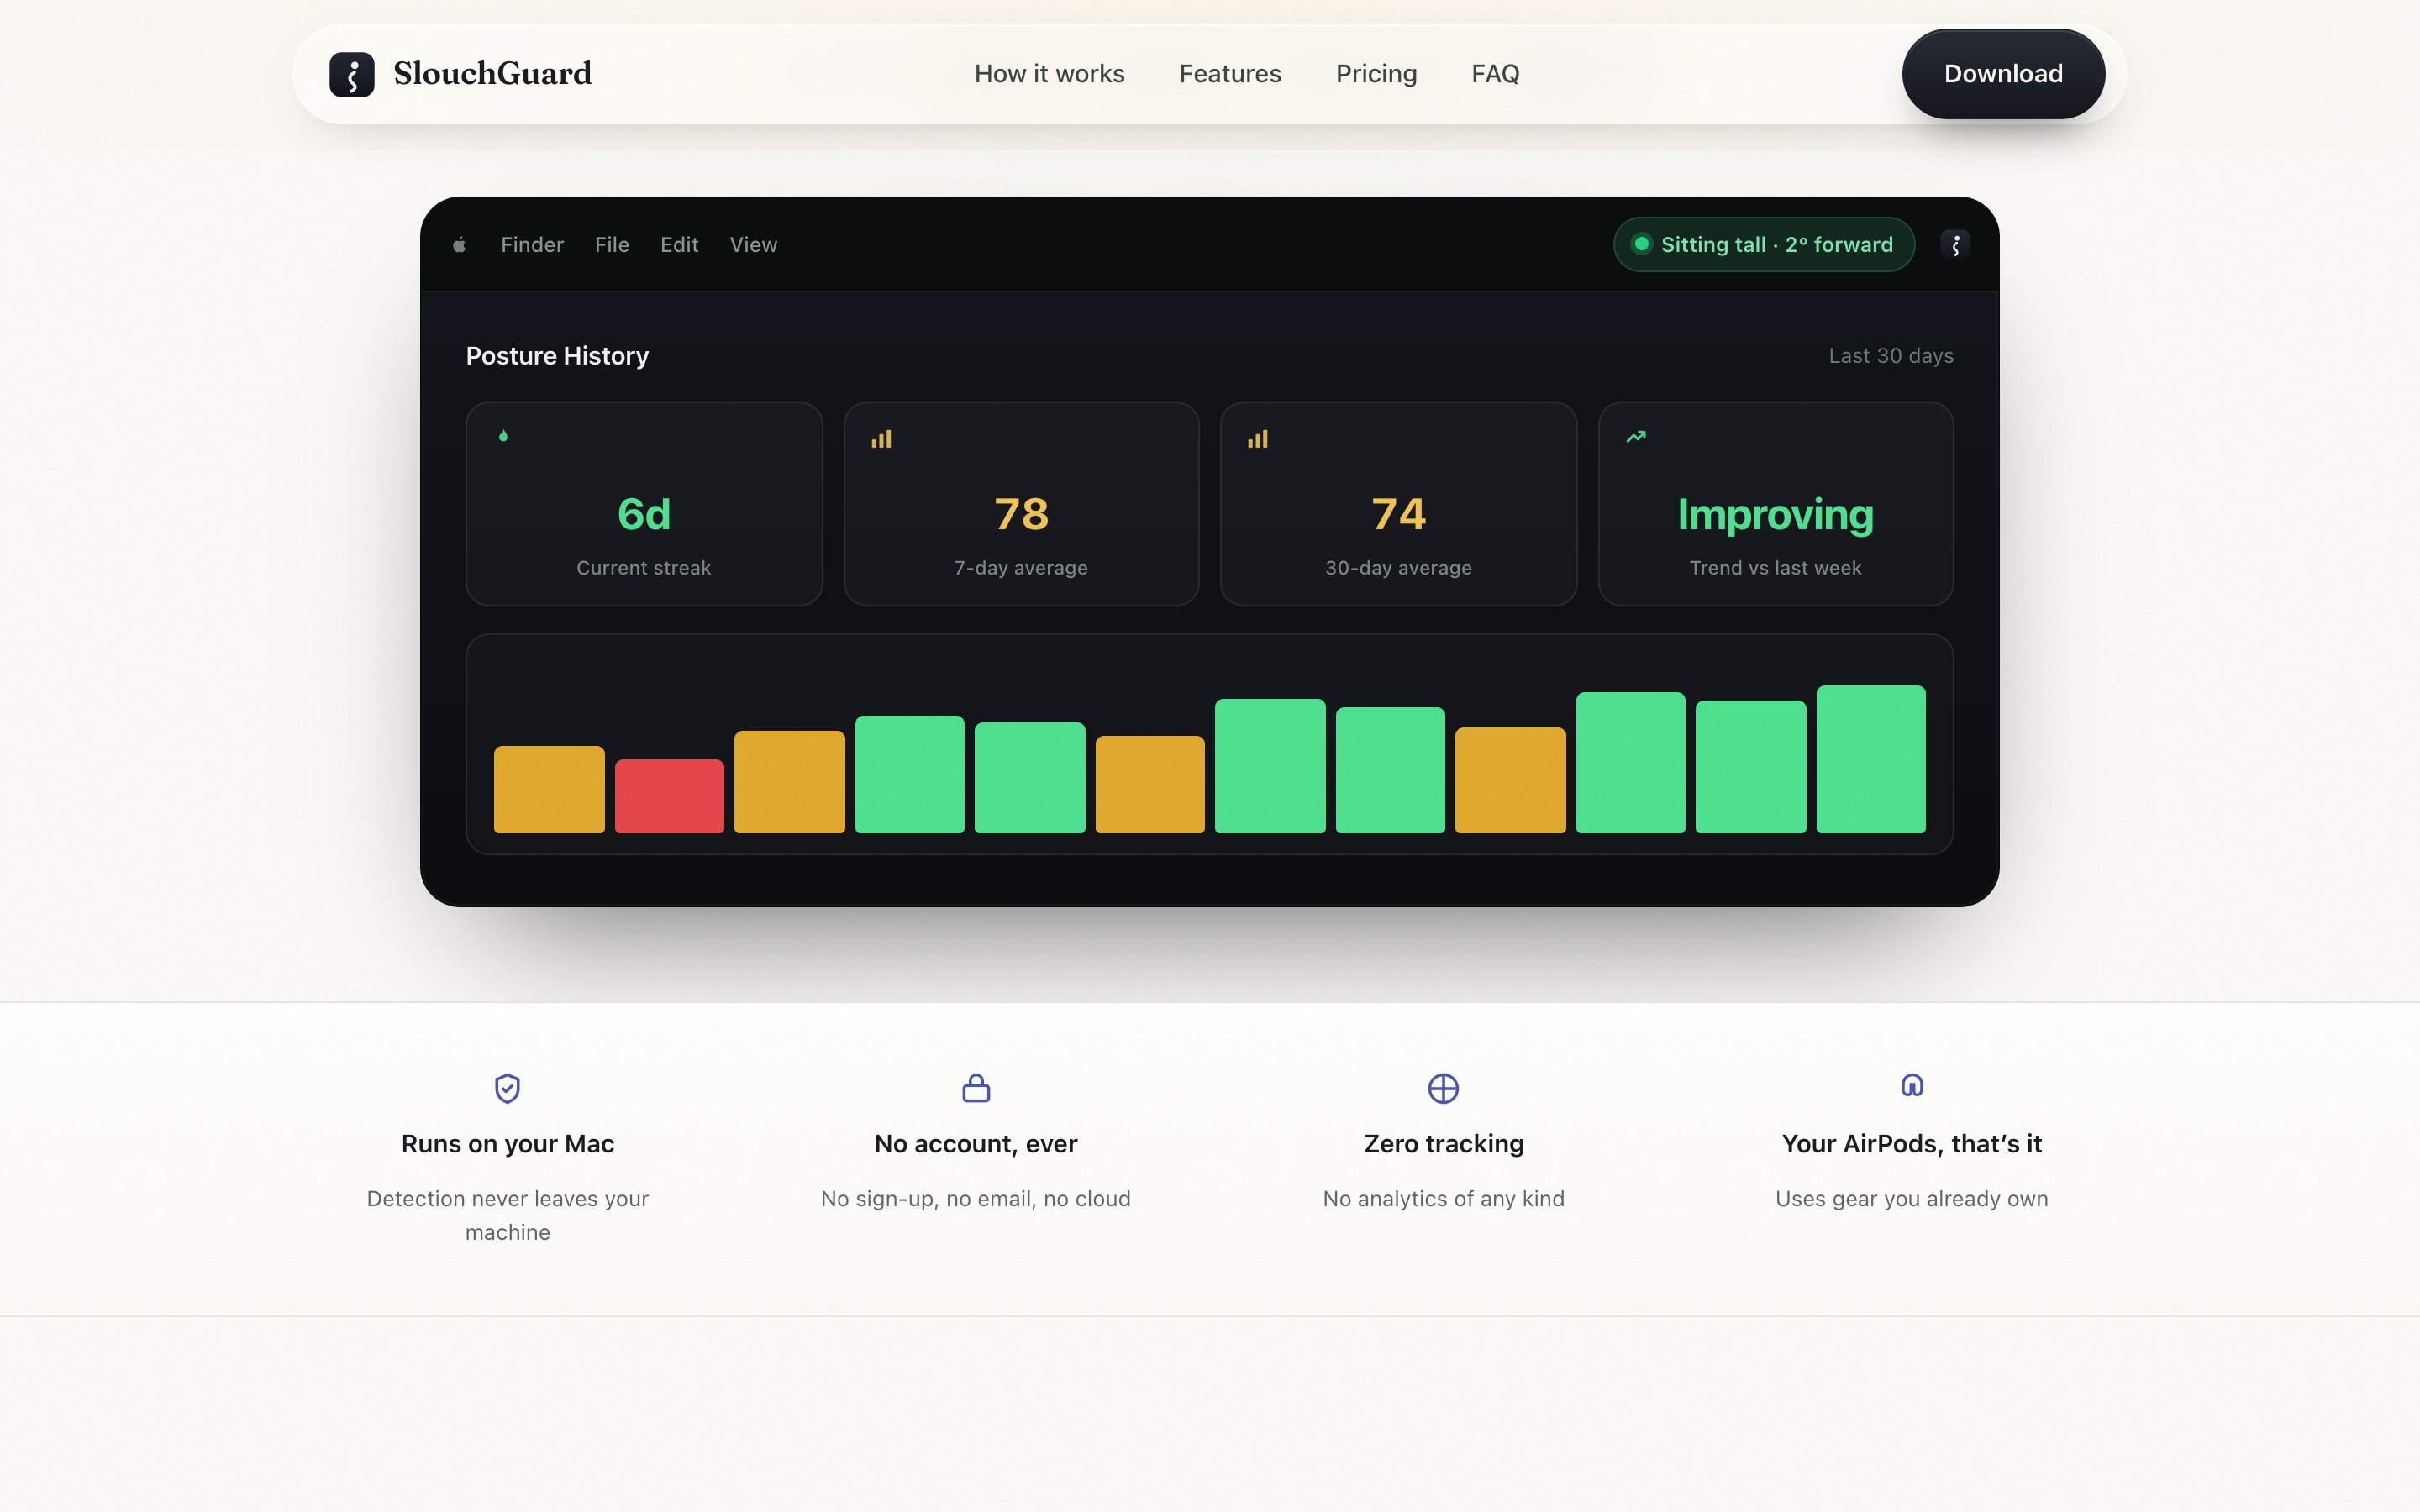 SlouchGuard
How it works
Features
Pricing
FAQ
Download
Finder
File
Edit
View
Sitting tall · 2° forward
Posture History
Last 30 days
6d
Current streak
78
7-day average
74
30-day average
Improving
Trend vs last week
Runs on your Mac
Detection never leaves your
machine
No account, ever
No sign-up, no email, no cloud
Zero tracking
No analytics of any kind
Your AirPods, that’s it
Uses gear you already own